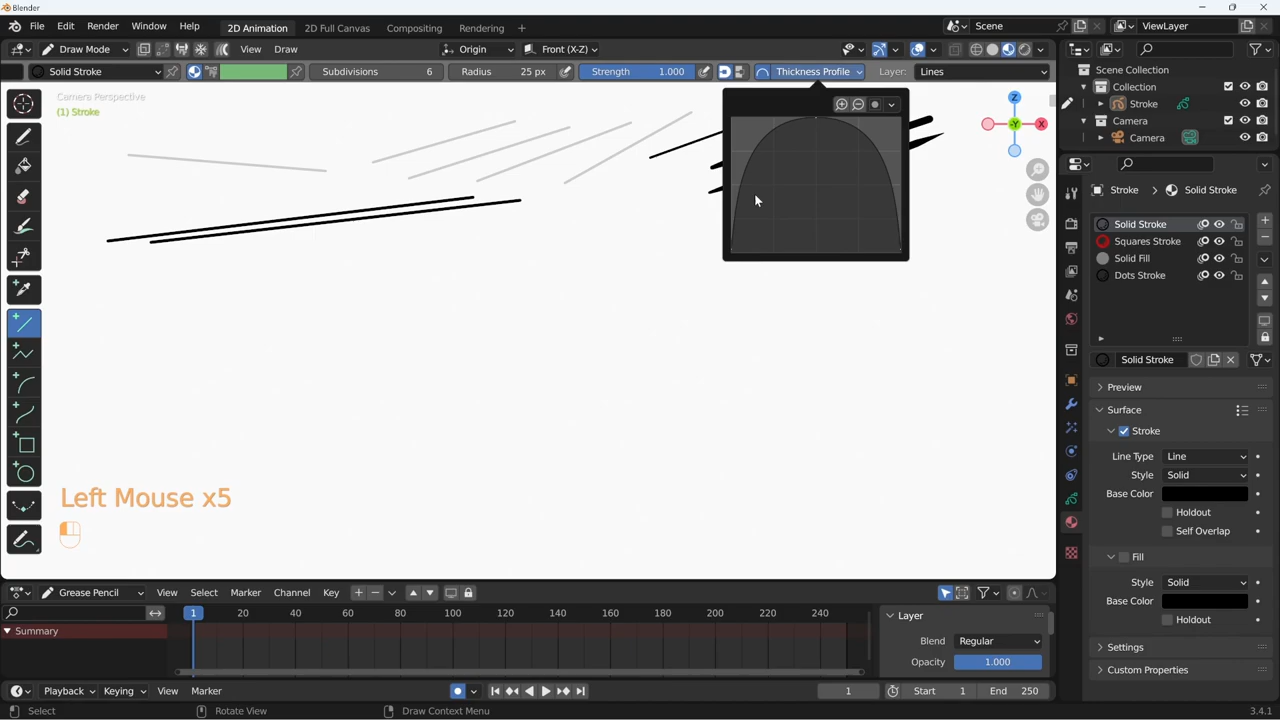 Blender
File Edit Render Window Help 2D Animation 2D Full Canvas Compositing Rendering + Scene ViewLayer
Draw Mode View Draw Origin Front (X-Z)
Solid Stroke Subdivisions 6 Radius 25 px Strength 1.000 Thickness Profile Layer: Lines
Camera Perspective
(1) Stroke
Z
-Y X
Left Mouse x5
Scene Collection
Collection
Stroke
Camera
Camera
Stroke > Solid Stroke
Solid Stroke
Squares Stroke
Solid Fill
Dots Stroke
Solid Stroke
Preview
Surface
Stroke
Line Type Line
Style Solid
Base Color
Holdout
Self Overlap
Fill
Style Solid
Base Color
Holdout
Settings
Custom Properties
Grease Pencil View Select Marker Channel Key
1 20 40 60 80 100 120 140 160 180 200 220 240
Summary
Layer
Blend Regular
Opacity 1.000
Playback Keying View Marker 1 Start 1 End 250
Select Rotate View Draw Context Menu 3.4.1